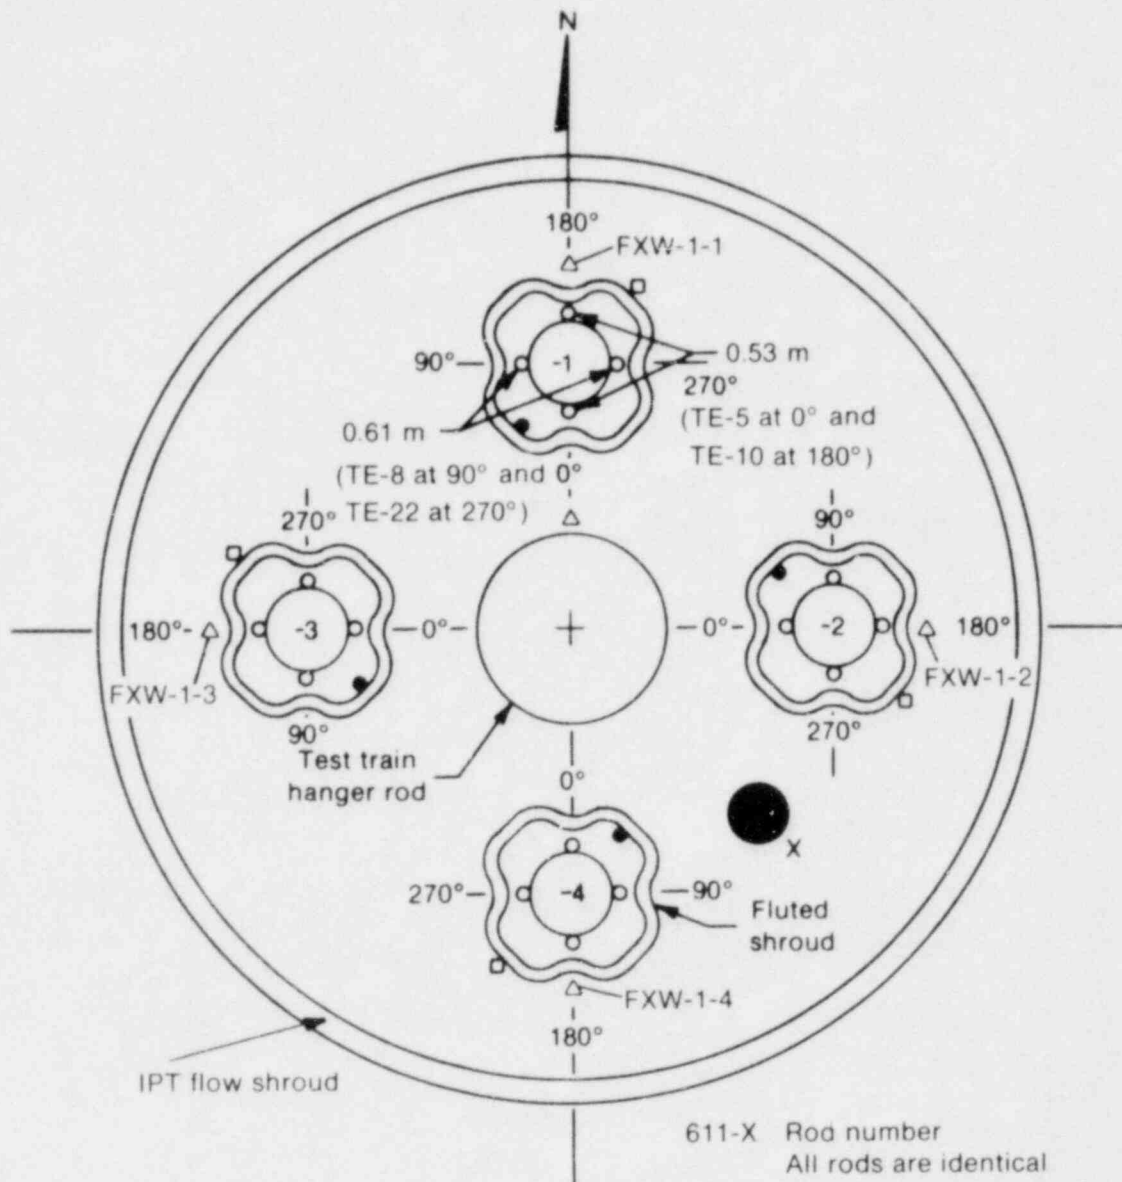 N
180°
FXW-1-1
90°
-1
0.53 m
270°
0.61 m
(TE-5 at 0° and
TE-10 at 180°)
(TE-8 at 90° and 0°
TE-22 at 270°)
270°
90°
180°
-3
0°
0°
-2
180°
FXW-1-3
FXW-1-2
90°
270°
Test train
hanger rod
0°
X
270°
-4
90°
Fluted
shroud
FXW-1-4
180°
IPT flow shroud
611-X Rod number
All rods are identical